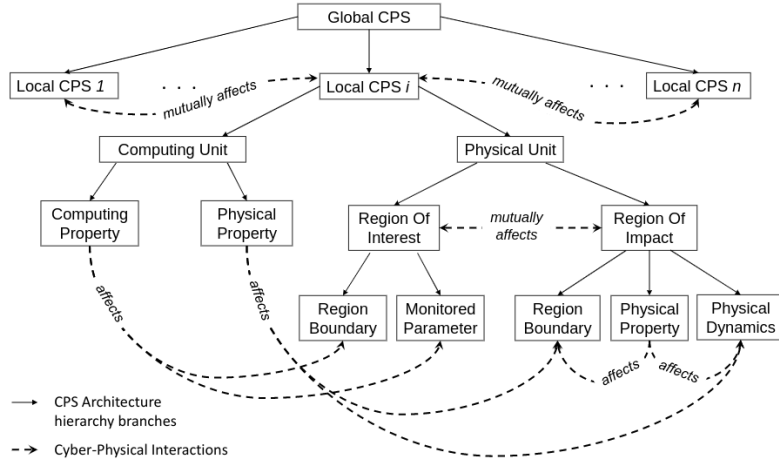 Global CPS
Local CPS 1
. . .
Local CPS i
. . .
Local CPS n
mutually affects
mutually affects
Computing Unit
Physical Unit
Computing
Property
Physical
Property
Region Of
Interest
mutually
affects
Region Of
Impact
affects
affects
Region
Boundary
Monitored
Parameter
Region
Boundary
Physical
Property
Physical
Dynamics
affects
affects
CPS Architecture
hierarchy branches
Cyber-Physical Interactions